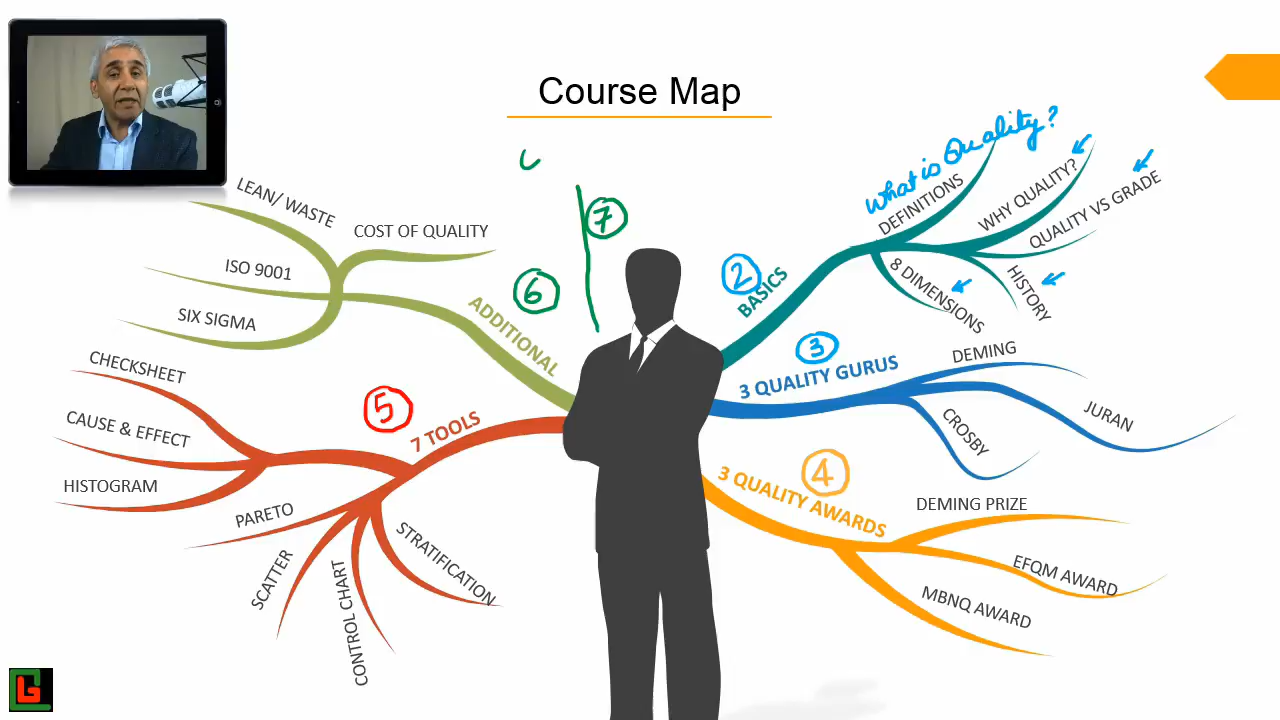 Course Map
What is Quality?
LEAN/ WASTE
COST OF QUALITY
ISO 9001
SIX SIGMA
ADDITIONAL
6
7
2
BASICS
DEFINITIONS
WHY QUALITY?
QUALITY VS GRADE
8 DIMENSIONS
HISTORY
3
3 QUALITY GURUS
DEMING
JURAN
CROSBY
CHECKSHEET
CAUSE & EFFECT
HISTOGRAM
5
7 TOOLS
PARETO
SCATTER
CONTROL CHART
STRATIFICATION
4
3 QUALITY AWARDS
DEMING PRIZE
EFQM AWARD
MBNQ AWARD